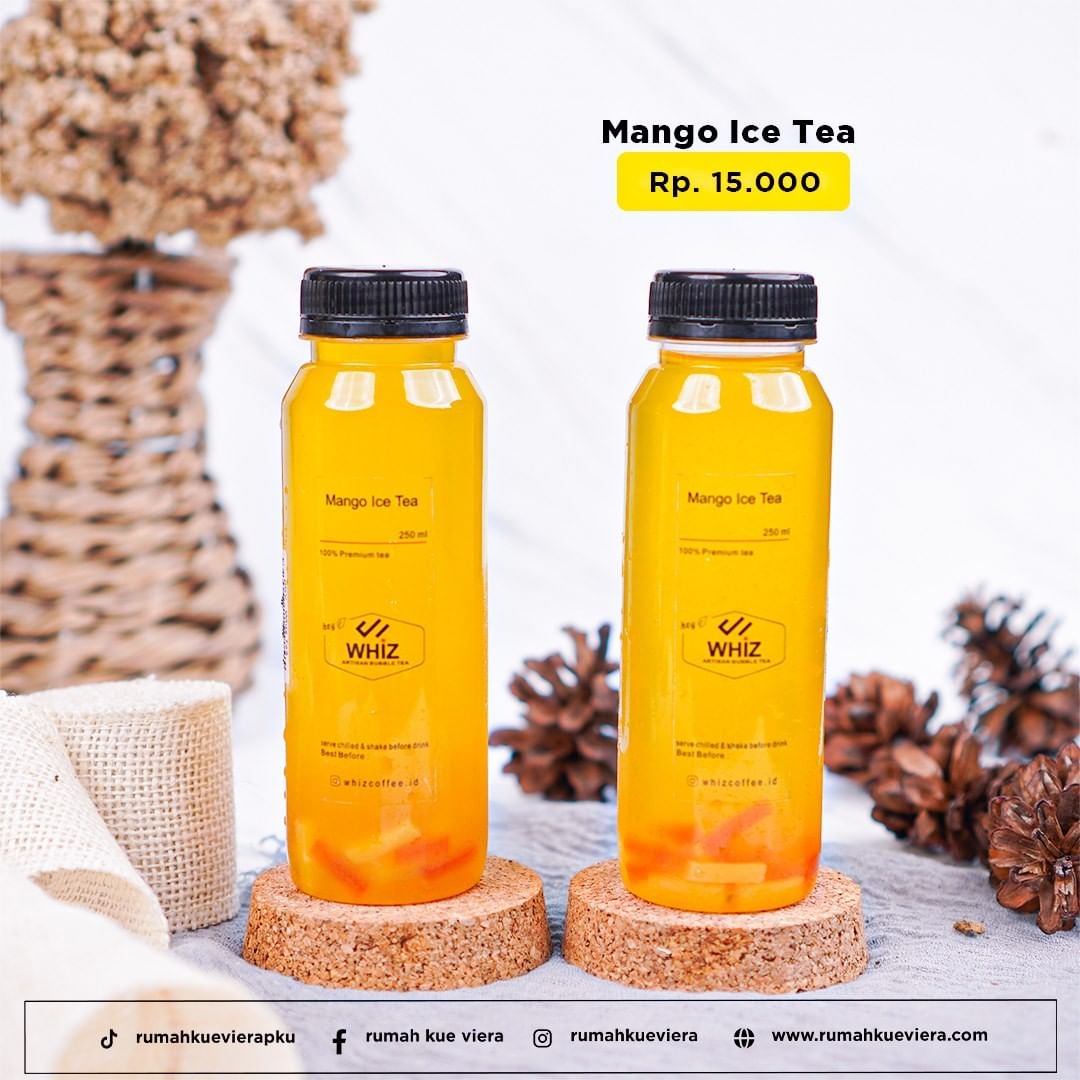 Mango Ice Tea
Rp. 15.000
Mango Ice Tea
250 ml
100% Premium tea
hey
WHIZ
ARTISAN BUBBLE TEA
serve chilled & shake before drink
Best Before
whizcoffee.id
Mango Ice Tea
250 ml
100% Premium tea
hey
WHIZ
ARTISAN BUBBLE TEA
serve chilled & shake before drink
Best Before
whizcoffee.id
rumahkuevierapku
rumah kue viera
rumahkueviera
www.rumahkueviera.com